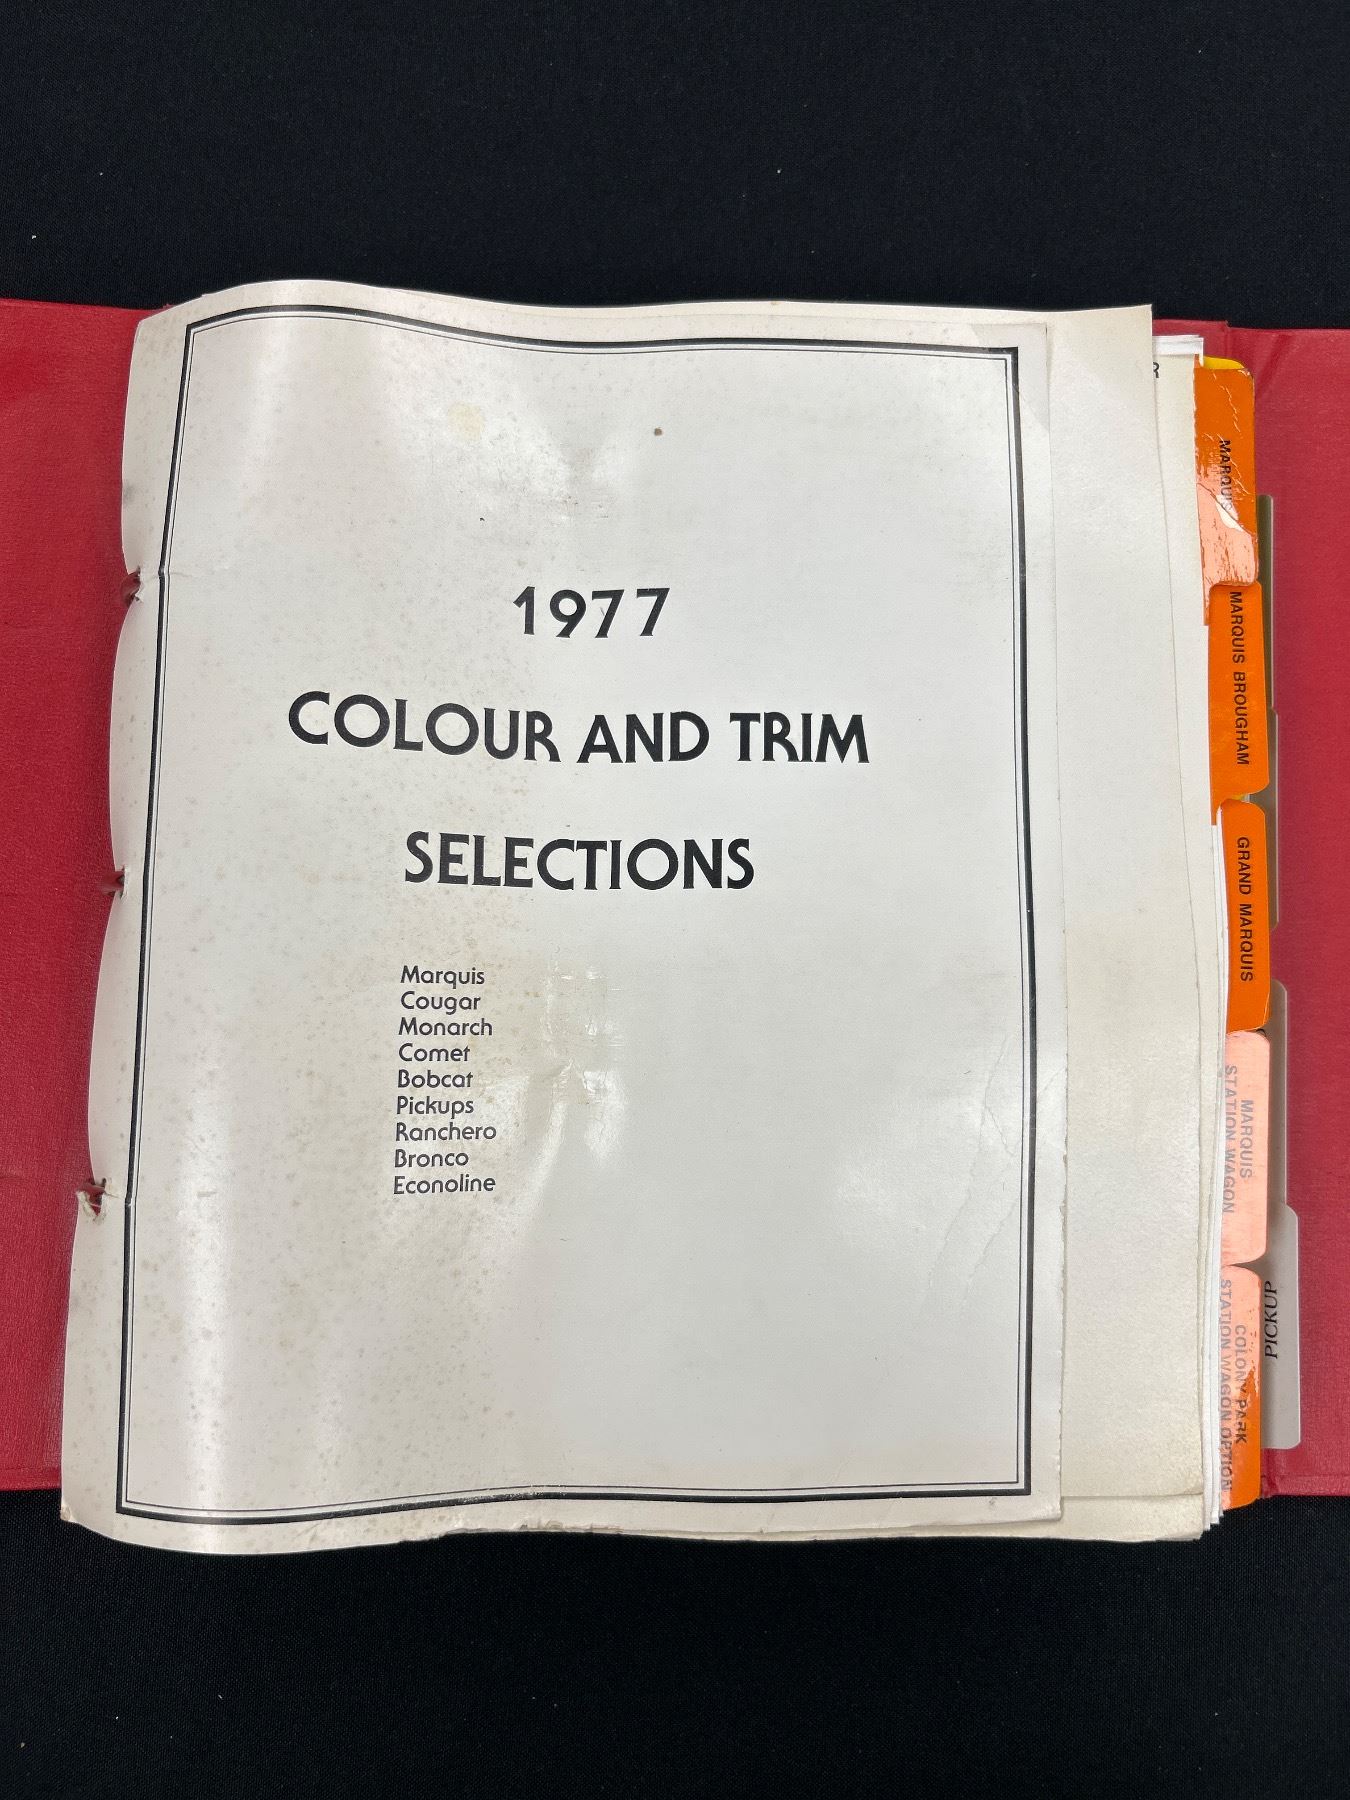 1977
COLOUR AND TRIM
SELECTIONS
Marquis
Cougar
Monarch
Comet
Bobcat
Pickups
Ranchero
Bronco
Econoline
R
MARQUIS
MARQUIS BROUGHAM
GRAND MARQUIS
MARQUIS
STATION WAGON
COLONY PARK
STATION WAGON OPTION
PICKUP